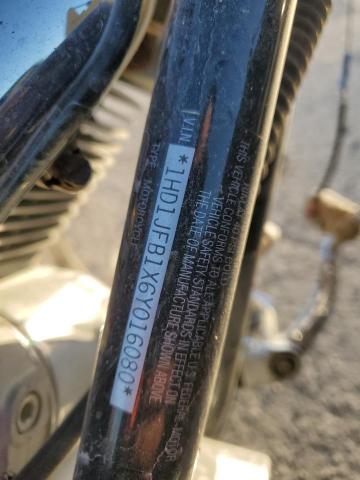 VIN
*1HD1JFB1X6Y016080*
TYPE: MOTORCYCLE
THIS VEHICLE CONFORMS TO ALL APPLICABLE U.S. FEDERAL MOTOR
VEHICLE SAFETY STANDARDS IN EFFECT ON
THE DATE OF MANUFACTURE SHOWN ABOVE